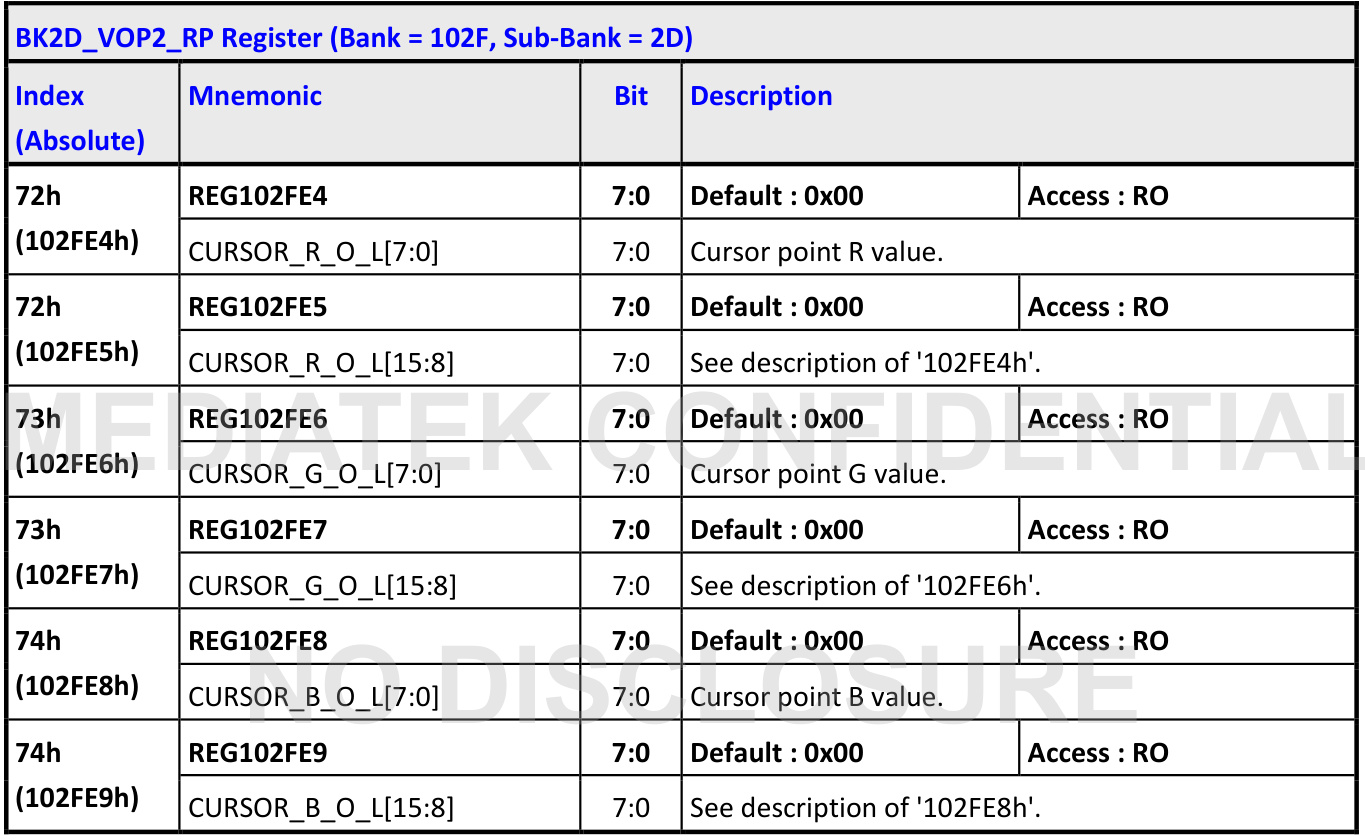 BK2D_VOP2_RP Register (Bank = 102F, Sub-Bank = 2D)
Index (Absolute) Mnemonic Bit Description
72h (102FE4h) REG102FE4 7:0 Default : 0x00 Access : RO
CURSOR_R_O_L[7:0] 7:0 Cursor point R value.
72h (102FE5h) REG102FE5 7:0 Default : 0x00 Access : RO
CURSOR_R_O_L[15:8] 7:0 See description of '102FE4h'.
73h (102FE6h) REG102FE6 7:0 Default : 0x00 Access : RO
CURSOR_G_O_L[7:0] 7:0 Cursor point G value.
73h (102FE7h) REG102FE7 7:0 Default : 0x00 Access : RO
CURSOR_G_O_L[15:8] 7:0 See description of '102FE6h'.
74h (102FE8h) REG102FE8 7:0 Default : 0x00 Access : RO
CURSOR_B_O_L[7:0] 7:0 Cursor point B value.
74h (102FE9h) REG102FE9 7:0 Default : 0x00 Access : RO
CURSOR_B_O_L[15:8] 7:0 See description of '102FE8h'.
MEDIATEK CONFIDENTIAL
NO DISCLOSURE